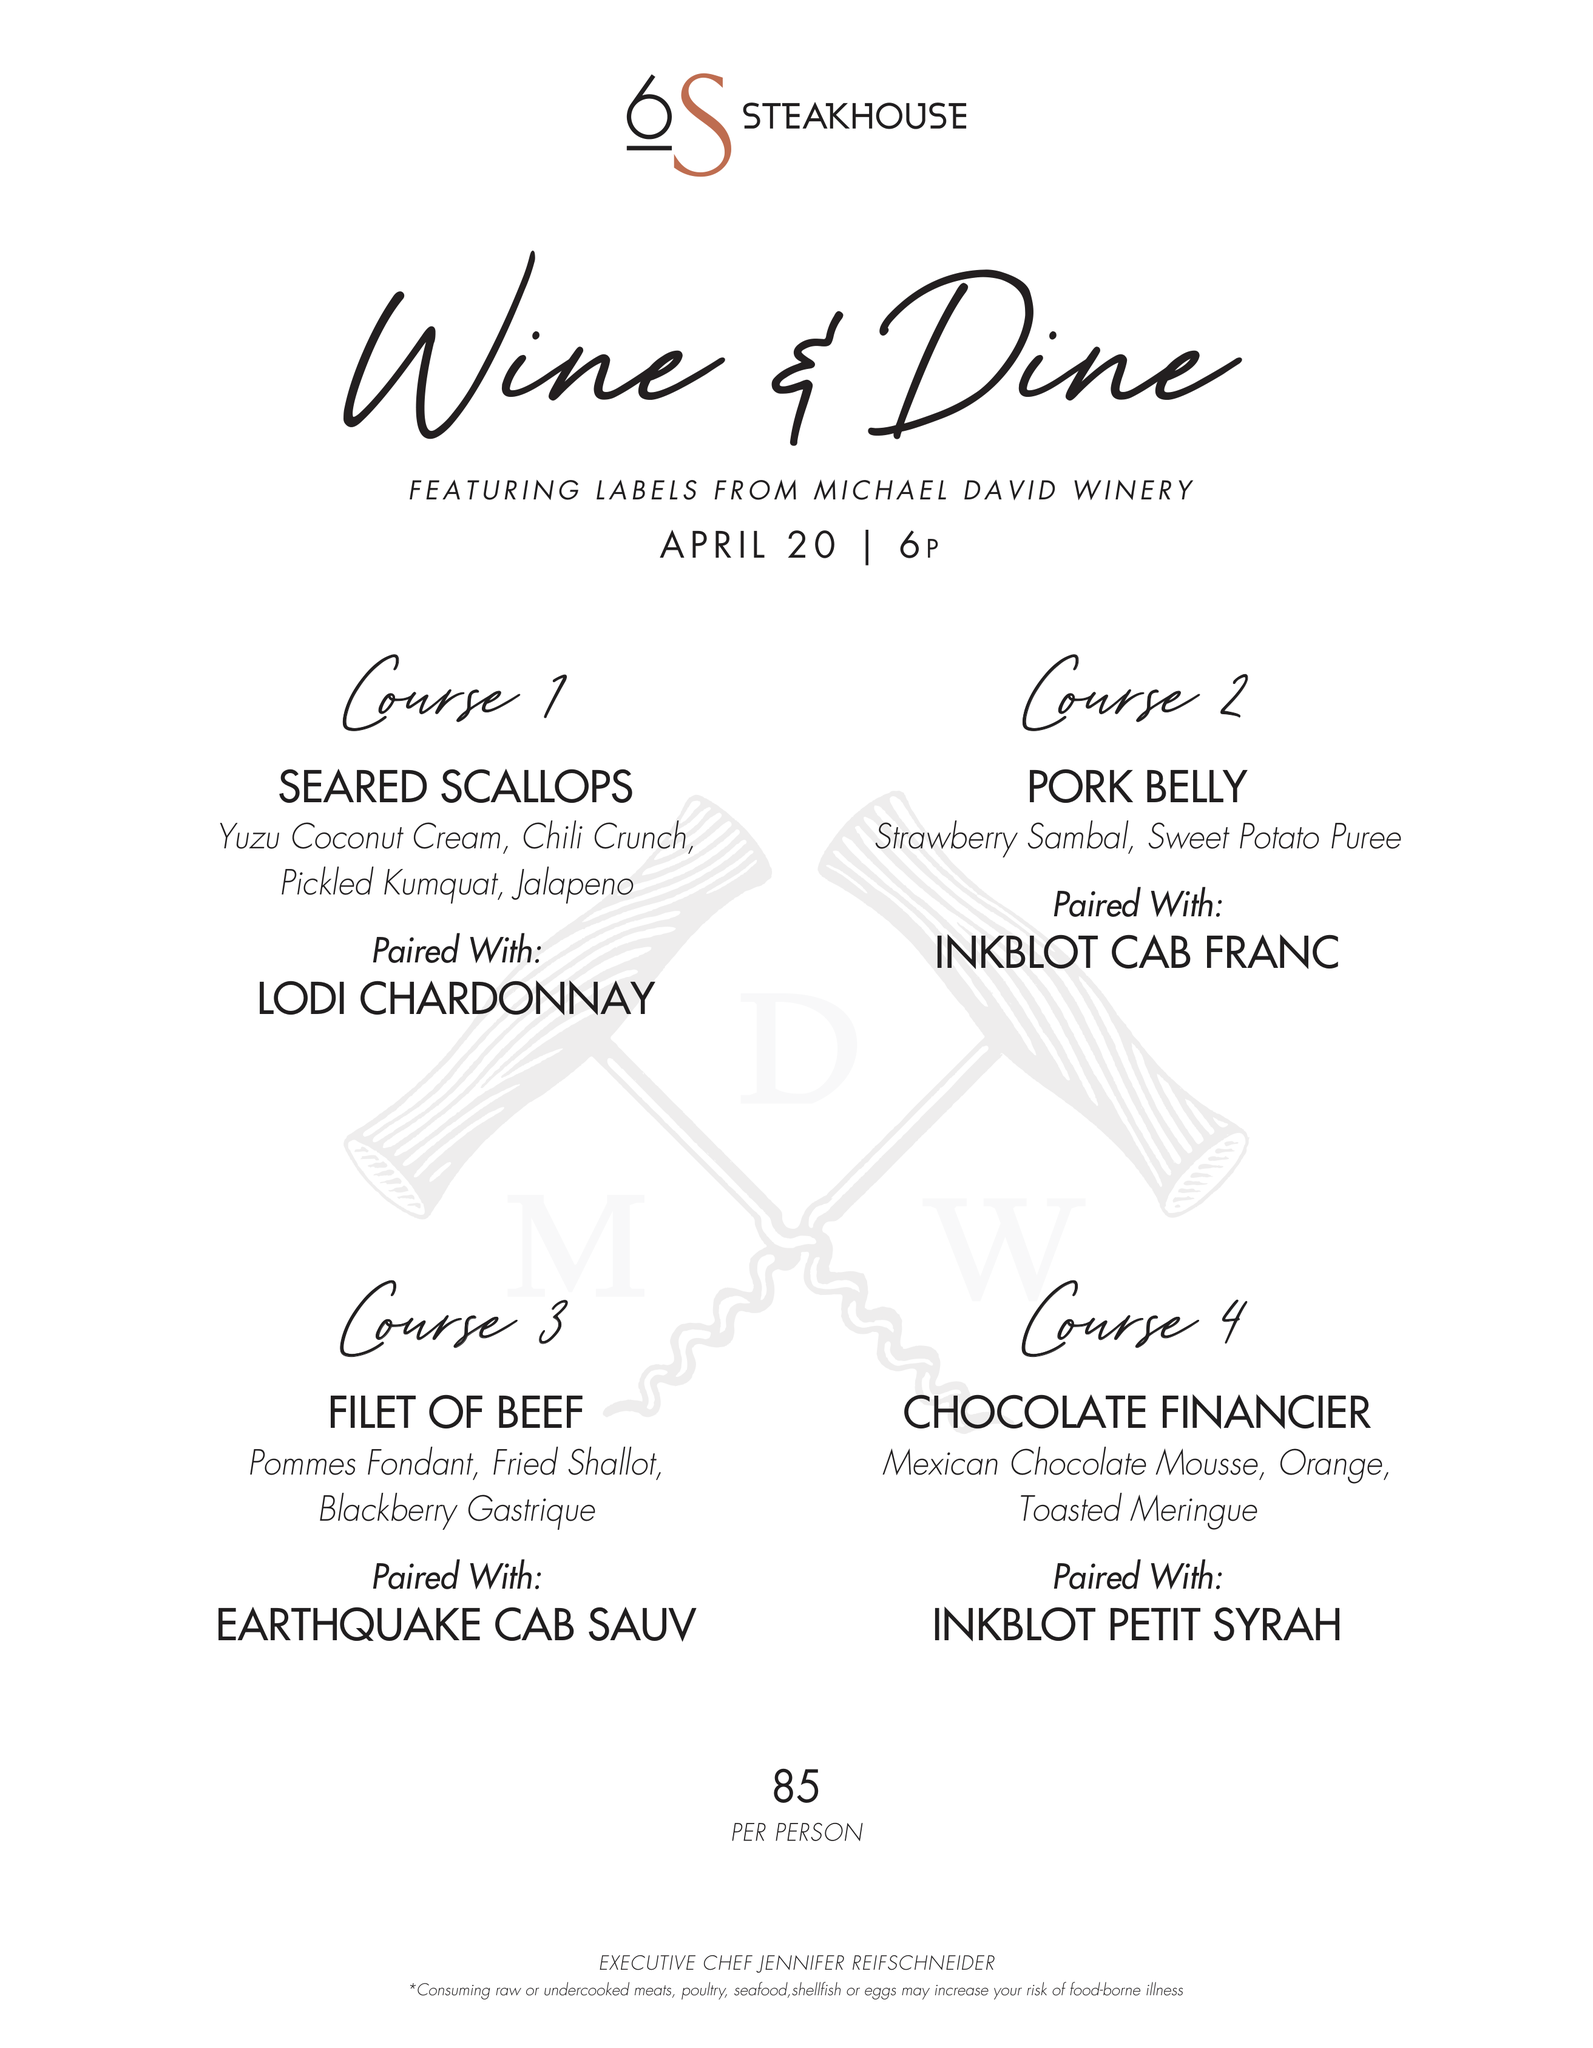 6S STEAKHOUSE
Wine & Dine
FEATURING LABELS FROM MICHAEL DAVID WINERY
APRIL 20 | 6P
Course 1
SEARED SCALLOPS
Yuzu Coconut Cream, Chili Crunch,
Pickled Kumquat, Jalapeno
Paired With:
LODI CHARDONNAY
Course 2
PORK BELLY
Strawberry Sambal, Sweet Potato Puree
Paired With:
INKBLOT CAB FRANC
D
M W
Course 3
FILET OF BEEF
Pommes Fondant, Fried Shallot,
Blackberry Gastrique
Paired With:
EARTHQUAKE CAB SAUV
Course 4
CHOCOLATE FINANCIER
Mexican Chocolate Mousse, Orange,
Toasted Meringue
Paired With:
INKBLOT PETIT SYRAH
85
PER PERSON
EXECUTIVE CHEF JENNIFER REIFSCHNEIDER
*Consuming raw or undercooked meats, poultry, seafood,shellfish or eggs may increase your risk of food-borne illness